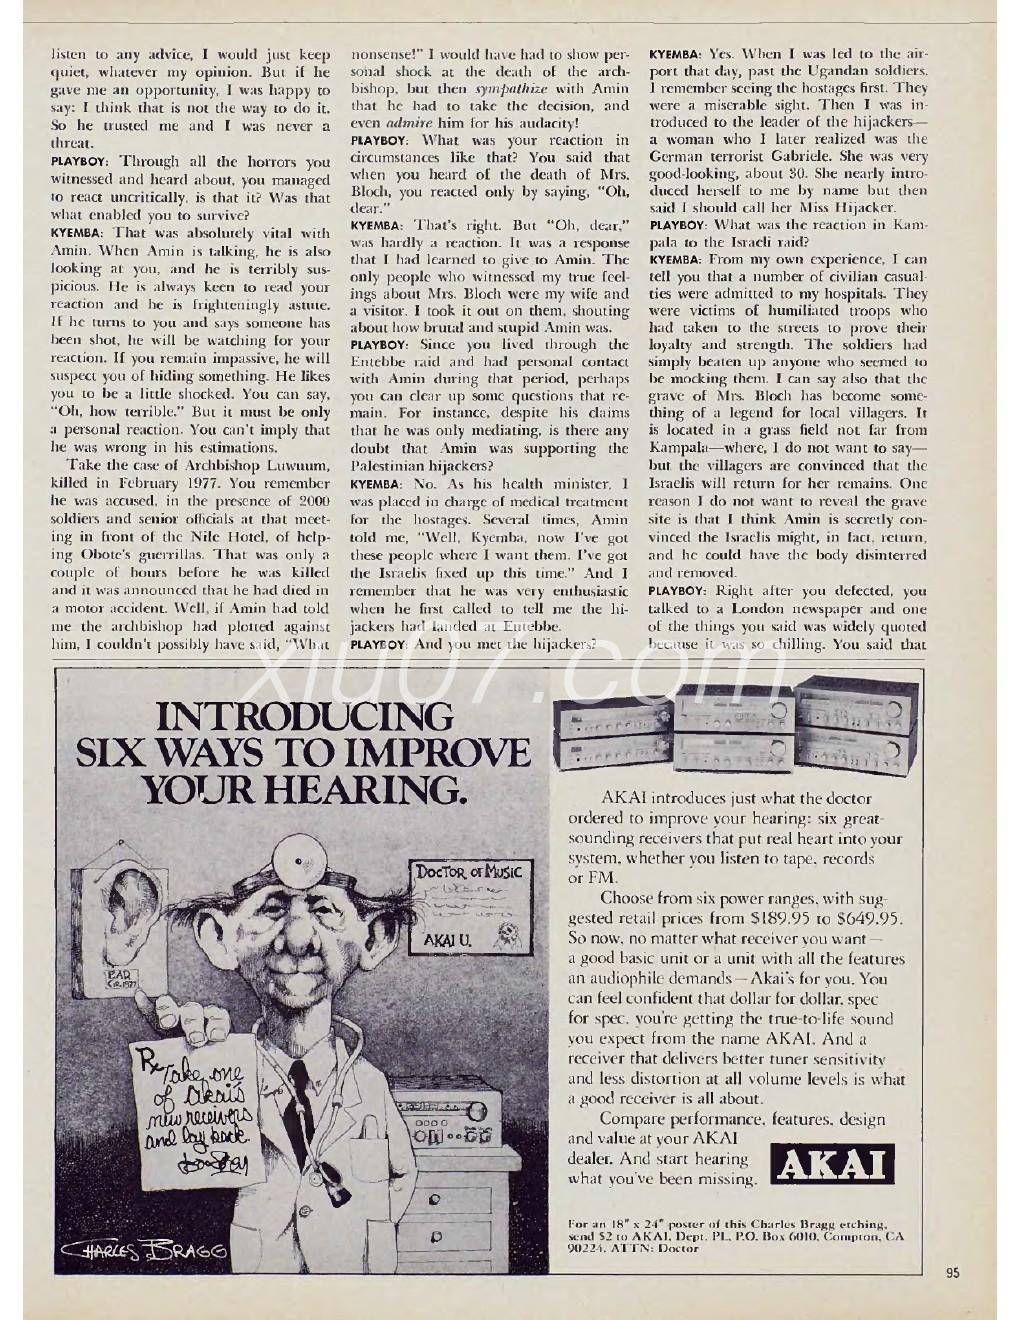 listen to any advice, I would just keep
quiet, whatever my opinion. But if he
gave me an opportunity, I was happy to
say: I think that is not the way to do it.
So he trusted me and I was never a
threat.
PLAYBOY: Through all the horrors you
witnessed and heard about, you managed
to react uncritically, is that it? Was that
what enabled you to survive?
KYEMBA: That was absolutely vital with
Amin. When Amin is talking, he is also
looking at you, and he is terribly sus-
picious. He is always keen to read your
reaction and he is frighteningly astute.
If he turns to you and says someone has
been shot, he will be watching for your
reaction. If you remain impassive, he will
suspect you of hiding something. He likes
you to be a little shocked. You can say,
"Oh, how terrible." But it must be only
a personal reaction. You can't imply that
he was wrong in his estimations.
Take the case of Archbishop Luwuum,
killed in February 1977. You remember
he was accused, in the presence of 2000
soldiers and senior officials at that meet-
ing in front of the Nile Hotel, of help-
ing Obote's guerrillas. That was only a
couple of hours before he was killed
and it was announced that he had died in
a motor accident. Well, if Amin had told
me the archbishop had plotted against
him, I couldn't possibly have said, "What
nonsense!" I would have had to show per-
sonal shock at the death of the arch-
bishop, but then sympathize with Amin
that he had to take the decision, and
even admire him for his audacity!
PLAYBOY: What was your reaction in
circumstances like that? You said that
when you heard of the death of Mrs.
Bloch, you reacted only by saying, "Oh,
dear."
KYEMBA: That's right. But "Oh, dear,"
was hardly a reaction. It was a response
that I had learned to give to Amin. The
only people who witnessed my true feel-
ings about Mrs. Bloch were my wife and
a visitor. I took it out on them, shouting
about how brutal and stupid Amin was.
PLAYBOY: Since you lived through the
Entebbe raid and had personal contact
with Amin during that period, perhaps
you can clear up some questions that re-
main. For instance, despite his claims
that he was only mediating, is there any
doubt that Amin was supporting the
Palestinian hijackers?
KYEMBA: No. As his health minister, I
was placed in charge of medical treatment
for the hostages. Several times, Amin
told me, "Well, Kyemba, now I've got
these people where I want them. I've got
the Israelis fixed up this time." And I
remember that he was very enthusiastic
when he first called to tell me the hi-
jackers had landed at Entebbe.
PLAYBOY: And you met the hijackers?
KYEMBA: Yes. When I was led to the air-
port that day, past the Ugandan soldiers,
I remember seeing the hostages first. They
were a miserable sight. Then I was in-
troduced to the leader of the hijackers—
a woman who I later realized was the
German terrorist Gabriele. She was very
good-looking, about 30. She nearly intro-
duced herself to me by name but then
said I should call her Miss Hijacker.
PLAYBOY: What was the reaction in Kam-
pala to the Israeli raid?
KYEMBA: From my own experience, I can
tell you that a number of civilian casual-
ties were admitted to my hospitals. They
were victims of humiliated troops who
had taken to the streets to prove their
loyalty and strength. The soldiers had
simply beaten up anyone who seemed to
be mocking them. I can say also that the
grave of Mrs. Bloch has become some-
thing of a legend for local villagers. It
is located in a grass field not far from
Kampala—where, I do not want to say—
but the villagers are convinced that the
Israelis will return for her remains. One
reason I do not want to reveal the grave
site is that I think Amin is secretly con-
vinced the Israelis might, in fact, return,
and he could have the body disinterred
and removed.
PLAYBOY: Right after you defected, you
talked to a London newspaper and one
of the things you said was widely quoted
because it was so chilling. You said that
xiu07.com
INTRODUCING
SIX WAYS TO IMPROVE
YOUR HEARING.
DOCTOR OF MUSIC
AKAI U.
EAR
CIR. 1977
Rx
Take one
of Akai's
new receivers
and lay back.
CHARLES BRAGG
AKAI introduces just what the doctor
ordered to improve your hearing: six great-
sounding receivers that put real heart into your
system, whether you listen to tape, records
or FM.
Choose from six power ranges, with sug-
gested retail prices from $189.95 to $649.95.
So now, no matter what receiver you want—
a good basic unit or a unit with all the features
an audiophile demands—Akai's for you. You
can feel confident that dollar for dollar, spec
for spec, you're getting the true-to-life sound
you expect from the name AKAI. And a
receiver that delivers better tuner sensitivity
and less distortion at all volume levels is what
a good receiver is all about.
Compare performance, features, design
and value at your AKAI
dealer. And start hearing
what you've been missing.
AKAI
For an 18" x 24" poster of this Charles Bragg etching,
send $2 to AKAI, Dept. PL, P.O. Box 6010, Compton, CA
90224, ATTN: Doctor
95